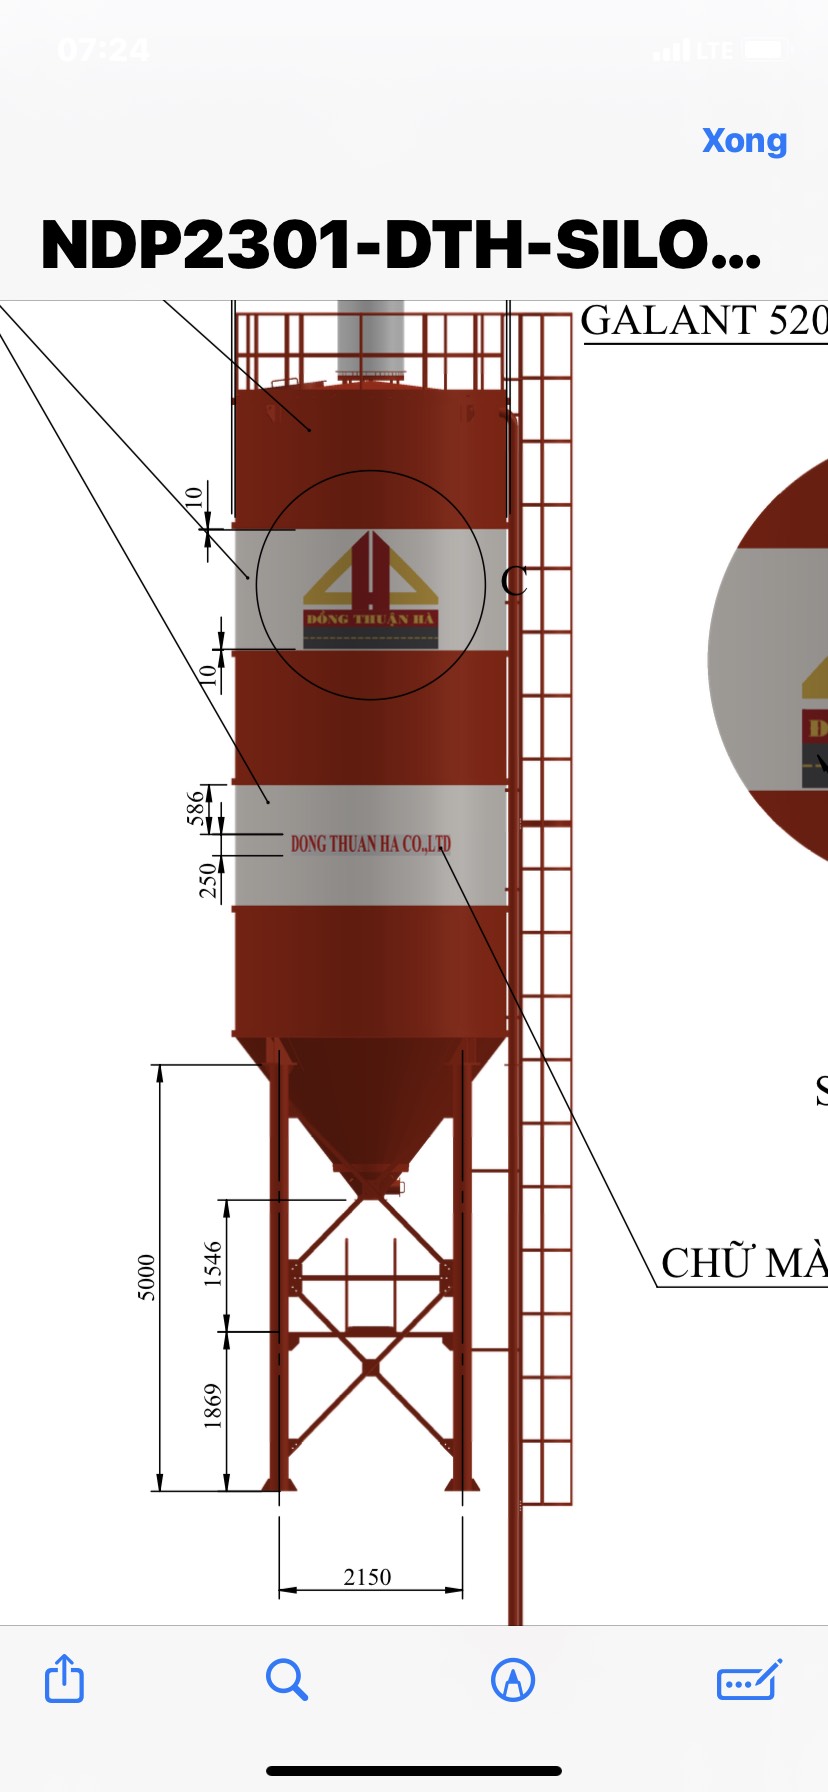 07:24
LTE
Xong
NDP2301-DTH-SILO...
GALANT 520
10
C
ĐỒNG THUẬN HÀ
10
586
DONG THUAN HA CO.,LTD
250
S
CHỮ MÀ
5000
1546
1869
2150